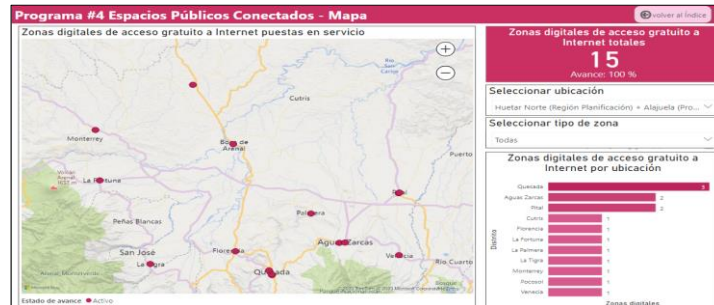 Programa #4 Espacios Públicos Conectados - Mapa
volver al Índice
Zonas digitales de acceso gratuito a Internet puestas en servicio
Cutris
Monterrey
Boca de
Arenal
Puerto
La Fortuna
Pital
Peñas Blancas
Palmera
San José
Florencia
Aguas Zarcas
Venecia
La Tigra
Quesada
Río Cuarto
Estado de avance Activo
Zonas digitales de acceso gratuito a
Internet totales
15
Avance: 100 %
Seleccionar ubicación
Huetar Norte (Región Planificación) + Alajuela (Pro...
Seleccionar tipo de zona
Todas
Zonas digitales de acceso gratuito a
Internet por ubicación
Distrito
Quesada 3
Aguas Zarcas 2
Pital 2
Cutris 1
Florencia 1
La Fortuna 1
La Palmera 1
La Tigra 1
Monterrey 1
Pocosol 1
Venecia 1
Zonas digitales